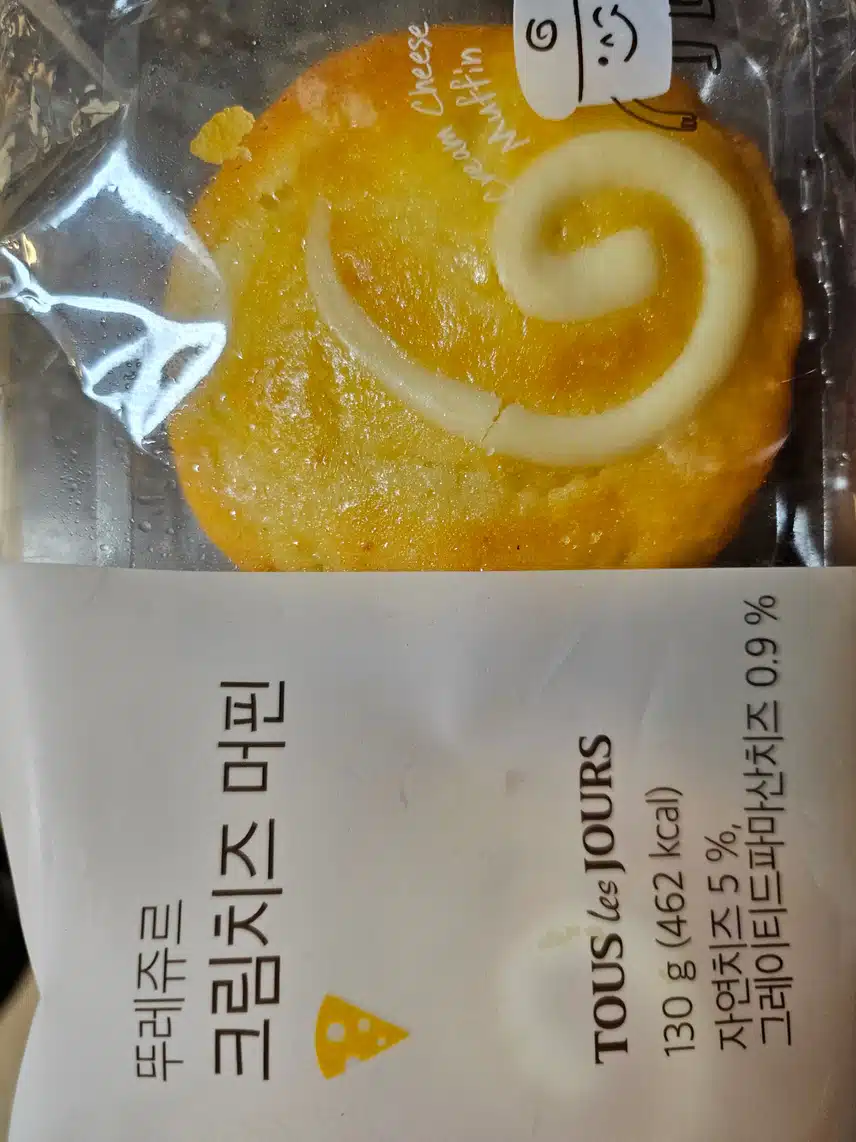 Cream Cheese
Muffin
뚜레쥬르
크림치즈 머핀
TOUS les JOURS
130 g (462 kcal)
자연치즈 5 %,
그레이티드파마산치즈 0.9 %